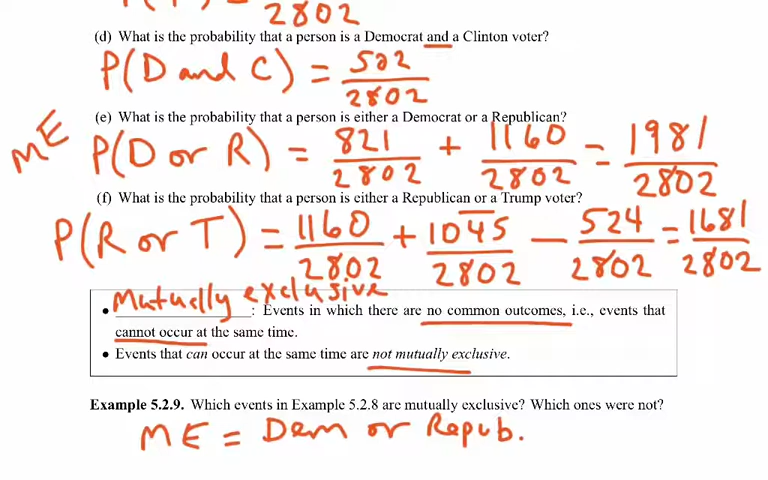 2802
(d) What is the probability that a person is a Democrat and a Clinton voter?
P(D and C) = 522/2802
(e) What is the probability that a person is either a Democrat or a Republican?
ME P(D or R) = 821/2802 + 1160/2802 = 1981/2802
(f) What is the probability that a person is either a Republican or a Trump voter?
P(R or T) = 1160/2802 + 1045/2802 − 524/2802 = 1681/2802
• Mutually exclusive: Events in which there are no common outcomes, i.e., events that
cannot occur at the same time.
• Events that can occur at the same time are not mutually exclusive.
Example 5.2.9. Which events in Example 5.2.8 are mutually exclusive? Which ones were not?
ME = Dem or Repub.